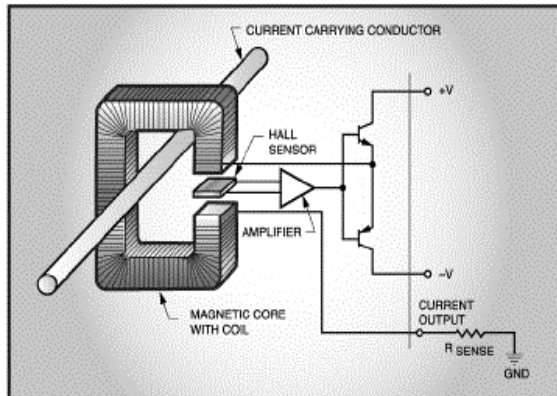 CURRENT CARRYING CONDUCTOR
+V
HALL
SENSOR
AMPLIFIER
−V
CURRENT
OUTPUT
MAGNETIC CORE
WITH COIL
R SENSE
GND